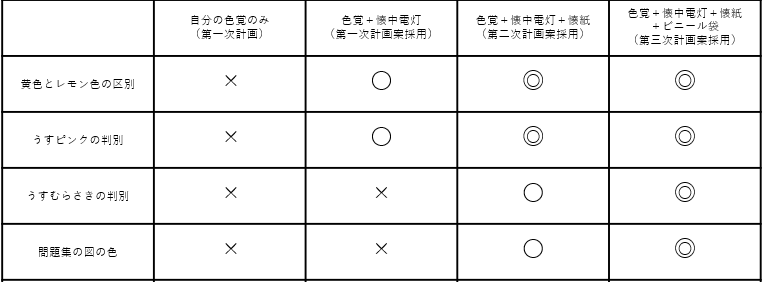 自分の色覚のみ
（第一次計画）
色覚＋懐中電灯
（第一次計画案採用）
色覚＋懐中電灯＋懐紙
（第二次計画案採用）
色覚＋懐中電灯＋懐紙
＋ビニール袋
（第三次計画案採用）
黄色とレモン色の区別 × ○ ◎ ◎
うすピンクの判別 × ○ ◎ ◎
うすむらさきの判別 × × ○ ◎
問題集の図の色 × × ○ ◎